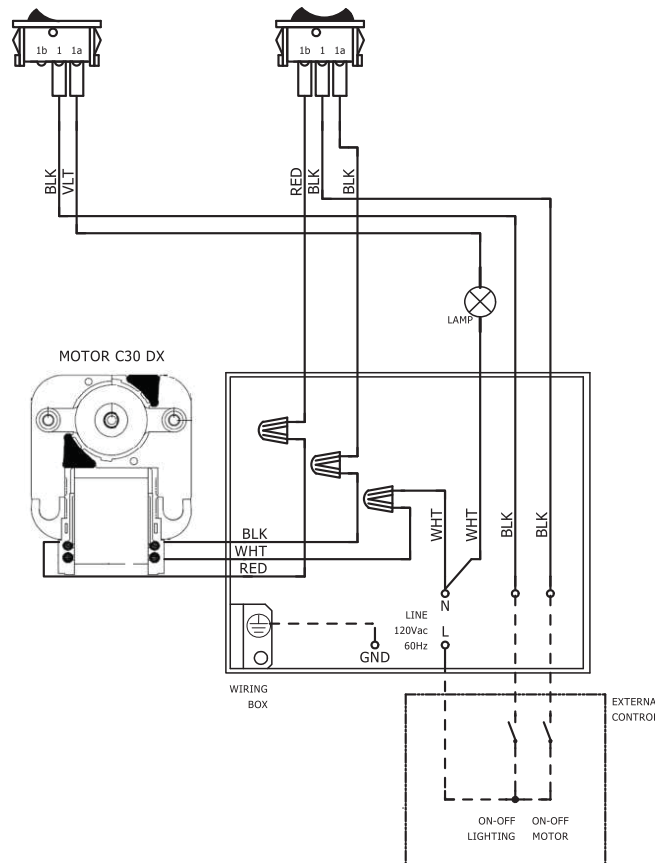 1b 1 1a
1b 1 1a
BLK
VLT
RED
BLK
BLK
LAMP
MOTOR C30 DX
BLK
WHT
RED
WHT
WHT
BLK
BLK
N
LINE
120Vac
60Hz
L
GND
WIRING
BOX
EXTERNA
CONTROL
ON-OFF
LIGHTING
ON-OFF
MOTOR